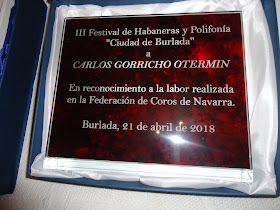 III Festival de Habaneras y Polifonía
"Ciudad de Burlada"
a
CARLOS GORRICHO OTERMIN
En reconocimiento a la labor realizada
en la Federación de Coros de Navarra.
Burlada, 21 de abril de 2018